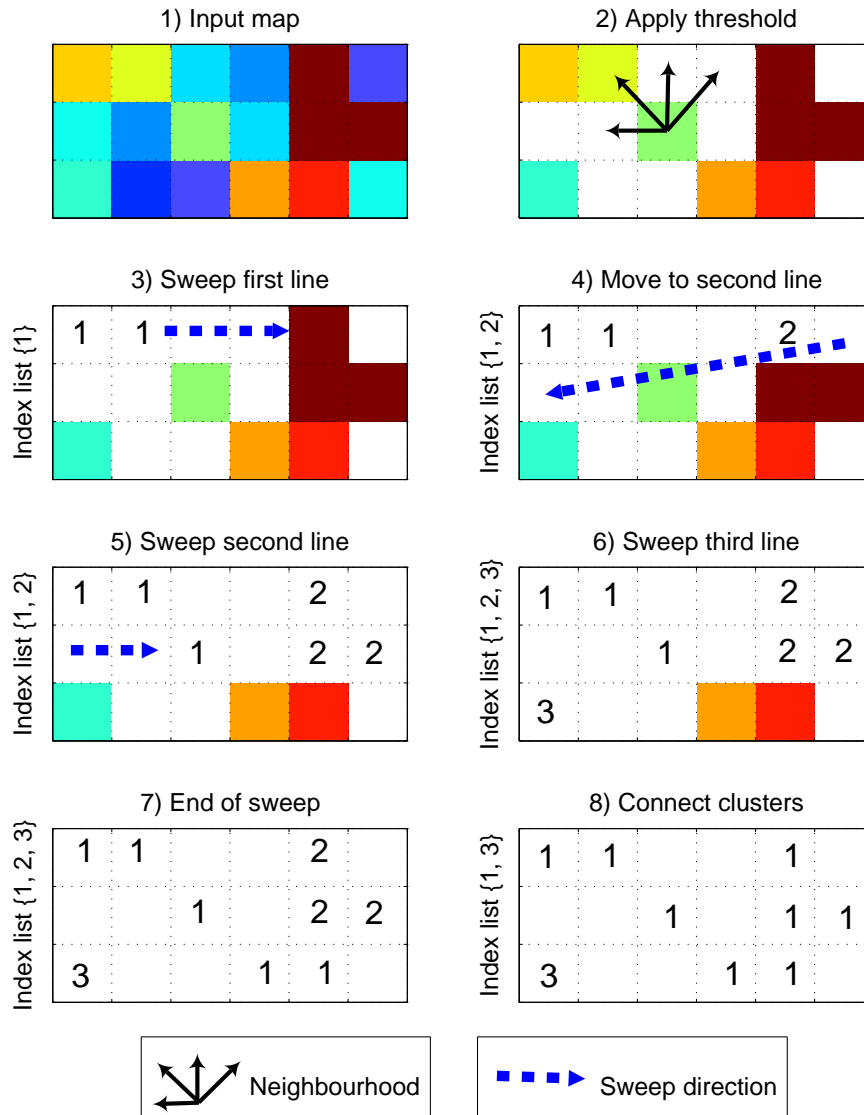 1) Input map
2) Apply threshold
3) Sweep first line
4) Move to second line
Index list {1}
1 1
Index list {1, 2}
1 1 2
5) Sweep second line
6) Sweep third line
Index list {1, 2}
1 1 2
1 2 2
Index list {1, 2, 3}
1 1 2
1 2 2
3
7) End of sweep
8) Connect clusters
Index list {1, 2, 3}
1 1 2
1 2 2
3 1 1
Index list {1, 3}
1 1 1
1 1 1
3 1 1
Neighbourhood
Sweep direction